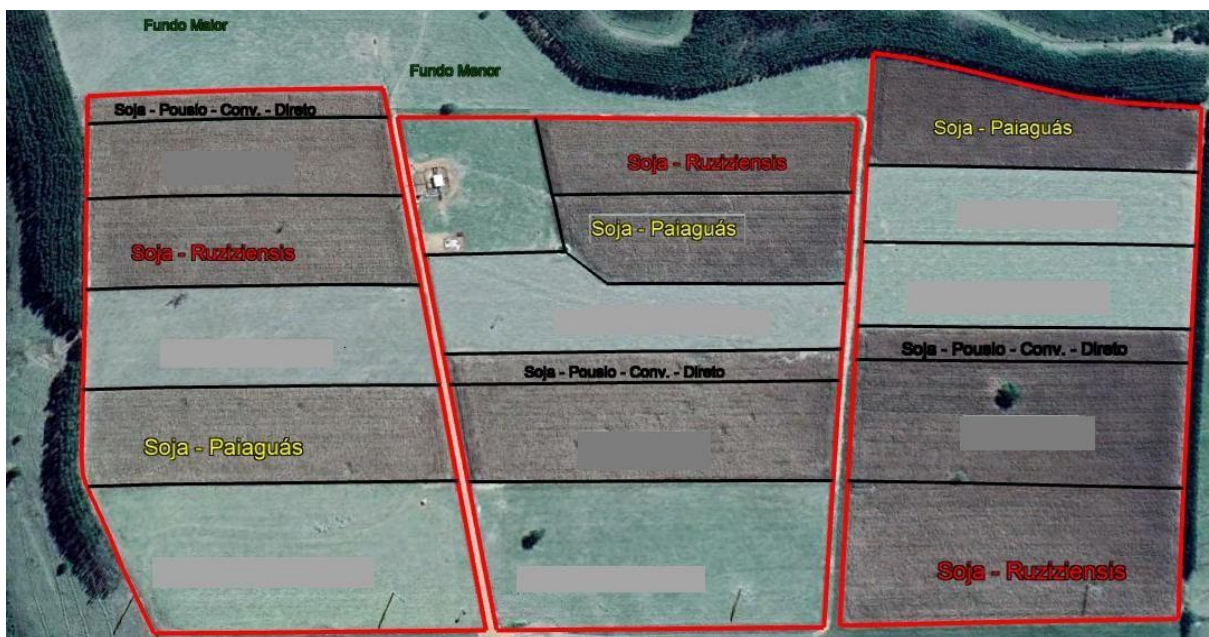 Fundo Maior
Fundo Menor
Soja - Pousio - Conv. - Direto
Soja - Ruziziensis
Soja - Paiaguás
Soja - Ruziziensis
Soja - Paiaguás
Soja - Pousio - Conv. - Direto
Soja - Paiaguás
Soja - Pousio - Conv. - Direto
Soja - Ruziziensis